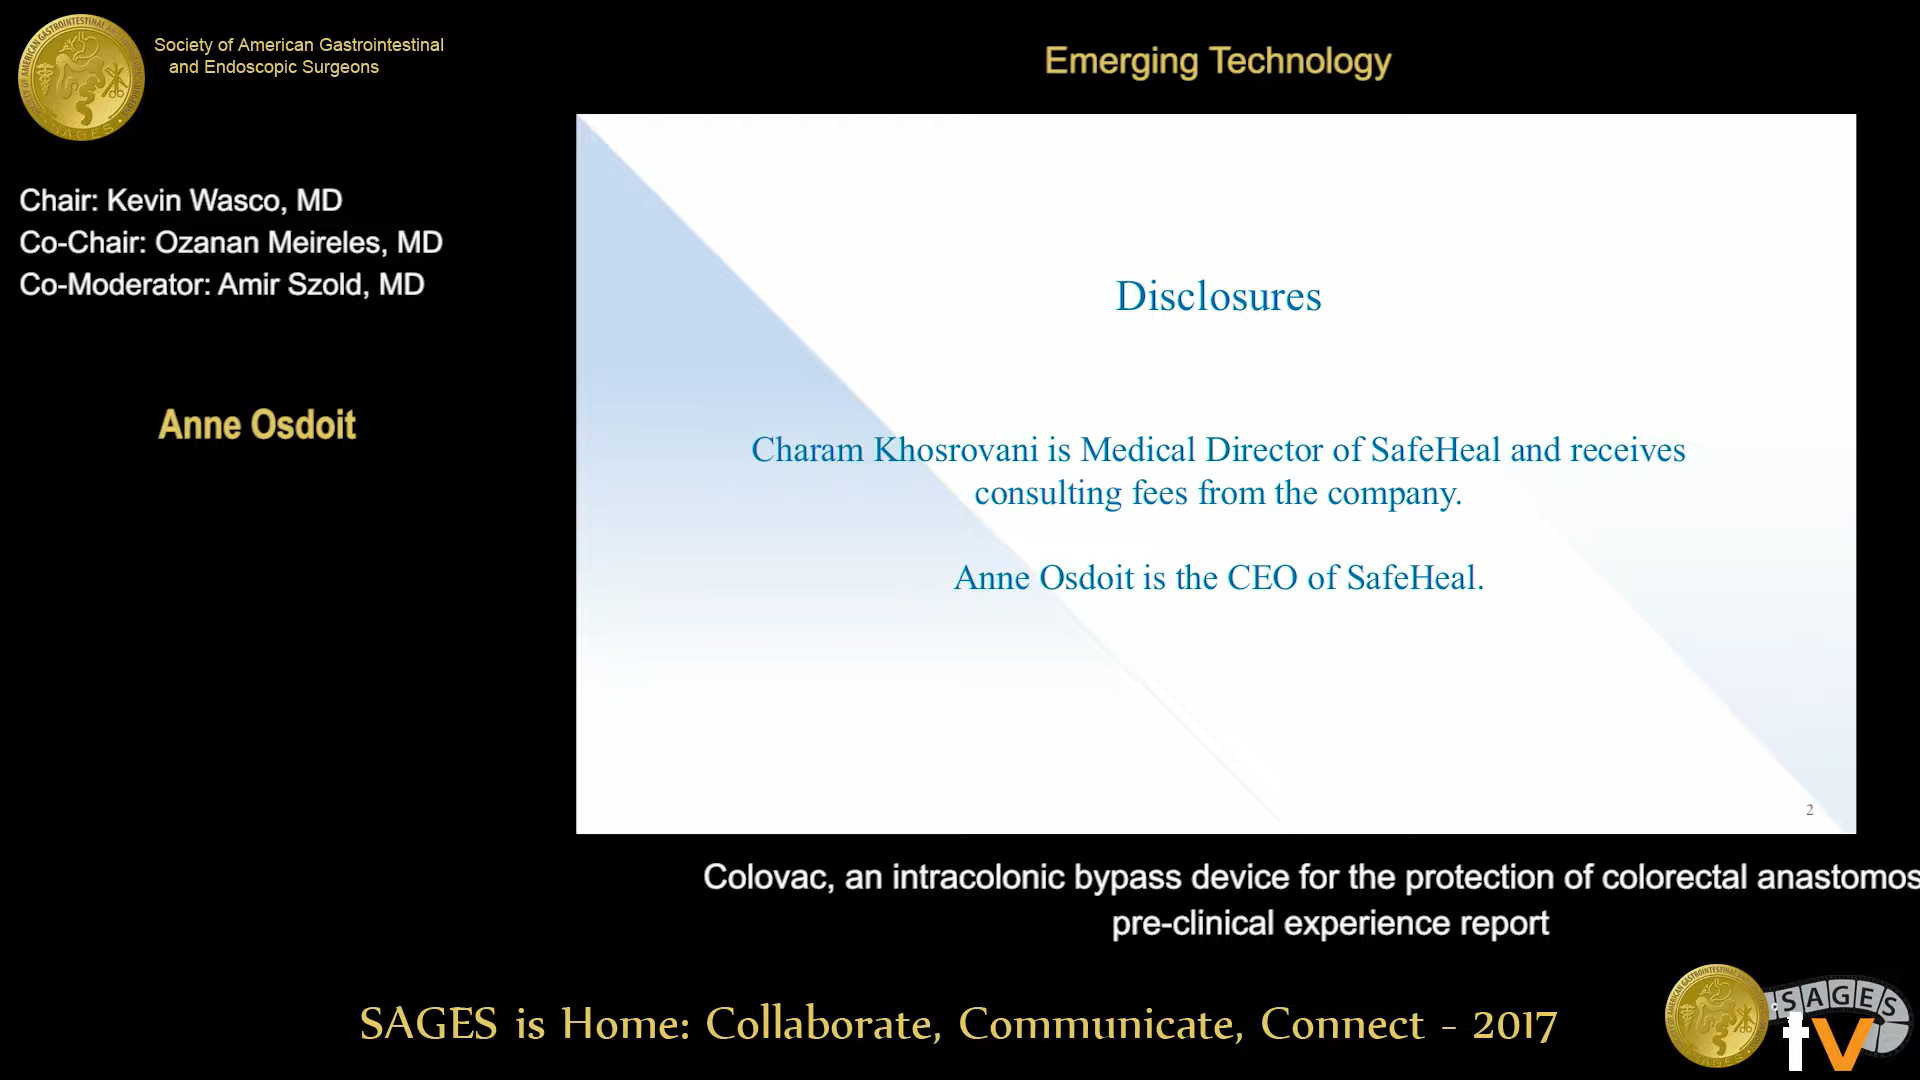 Society of American Gastrointestinal
and Endoscopic Surgeons
Emerging Technology
Chair: Kevin Wasco, MD
Co-Chair: Ozanan Meireles, MD
Co-Moderator: Amir Szold, MD
Anne Osdoit
Disclosures
Charam Khosrovani is Medical Director of SafeHeal and receives
consulting fees from the company.
Anne Osdoit is the CEO of SafeHeal.
2
Colovac, an intracolonic bypass device for the protection of colorectal anastomos
pre-clinical experience report
SAGES is Home: Collaborate, Communicate, Connect - 2017
SAGES
tv
SAGES